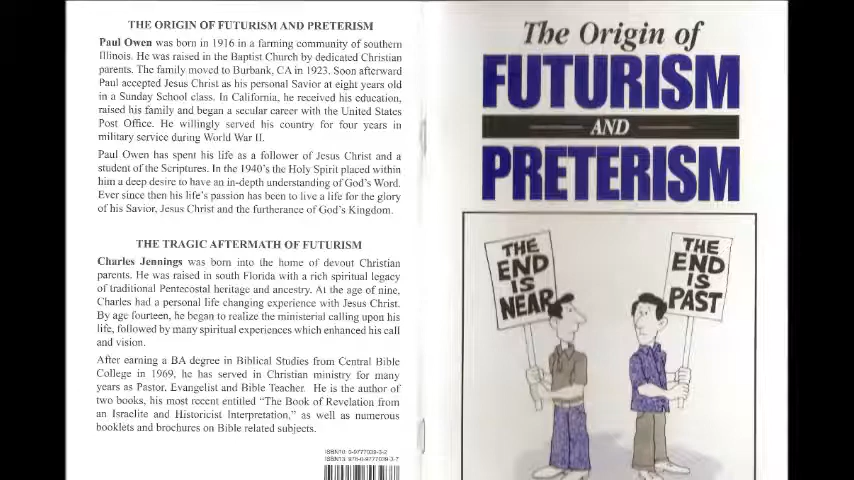 THE ORIGIN OF FUTURISM AND PRETERISM
Paul Owen was born in 1916 in a farming community of southern
Illinois. He was raised in the Baptist Church by dedicated Christian
parents. The family moved to Burbank, CA in 1923. Soon afterward
Paul accepted Jesus Christ as his personal Savior at eight years old
in a Sunday School class. In California, he received his education,
raised his family and began a secular career with the United States
Post Office. He willingly served his country for four years in
military service during World War II.
Paul Owen has spent his life as a follower of Jesus Christ and a
student of the Scriptures. In the 1940's the Holy Spirit placed within
him a deep desire to have an in-depth understanding of God's Word.
Ever since then his life's passion has been to live a life for the glory
of his Savior, Jesus Christ and the furtherance of God's Kingdom.
THE TRAGIC AFTERMATH OF FUTURISM
Charles Jennings was born into the home of devout Christian
parents. He was raised in south Florida with a rich spiritual legacy
of traditional Pentecostal heritage and ancestry. At the age of nine,
Charles had a personal life changing experience with Jesus Christ.
By age fourteen, he began to realize the ministerial calling upon his
life, followed by many spiritual experiences which enhanced his call
and vision.
After earning a BA degree in Biblical Studies from Central Bible
College in 1969, he has served in Christian ministry for many
years as Pastor, Evangelist and Bible Teacher. He is the author of
two books, his most recent entitled "The Book of Revelation from
an Israelite and Historicist Interpretation," as well as numerous
booklets and brochures on Bible related subjects.
The Origin of
FUTURISM
AND
PRETERISM
THE
END
IS
NEAR
THE
END
IS
PAST